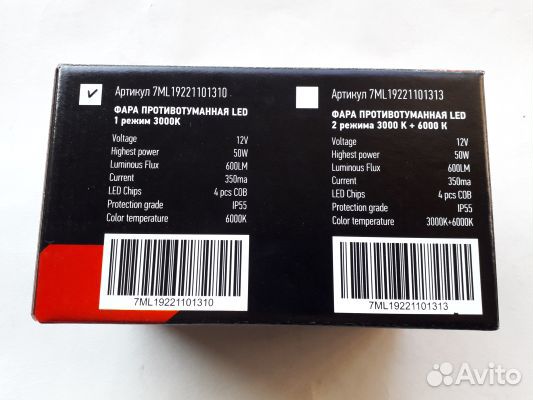 ✔ Артикул 7ML19221101310
ФАРА ПРОТИВОТУМАННАЯ LED
1 режим 3000K
Voltage 12V
Highest power 50W
Luminous Flux 600LM
Current 350ma
LED Chips 4 pcs COB
Protection grade IP55
Color temperature 6000K
7ML19221101310
Артикул 7ML19221101313
ФАРА ПРОТИВОТУМАННАЯ LED
2 режима 3000 K + 6000 K
Voltage 12V
Highest power 50W
Luminous Flux 600LM
Current 350ma
LED Chips 4 pcs COB
Protection grade IP55
Color temperature 3000K+6000K
7ML19221101313
Avito